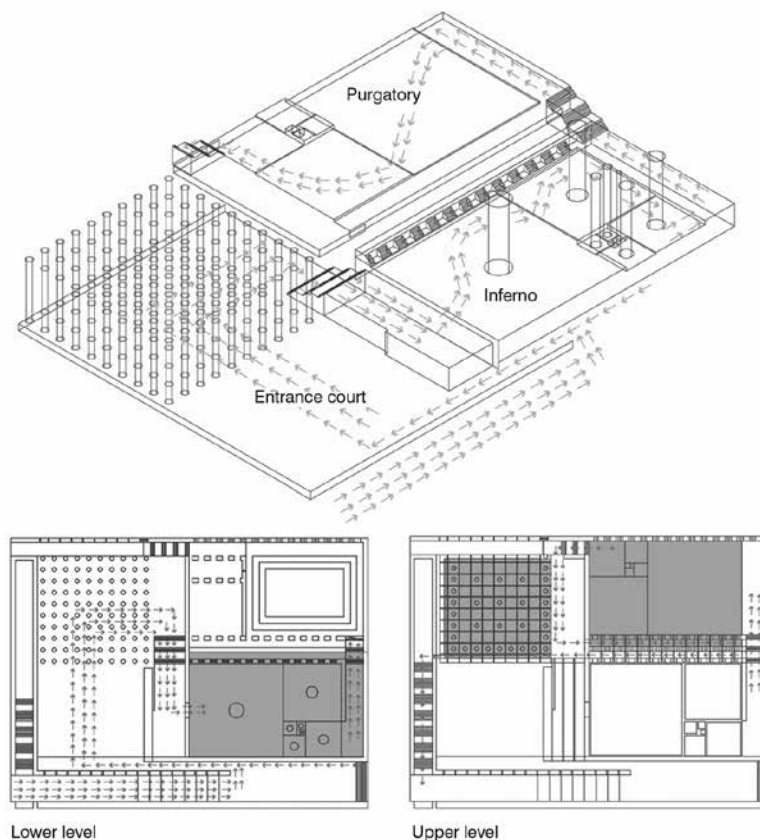 Purgatory
Inferno
Entrance court
Lower level
Upper level